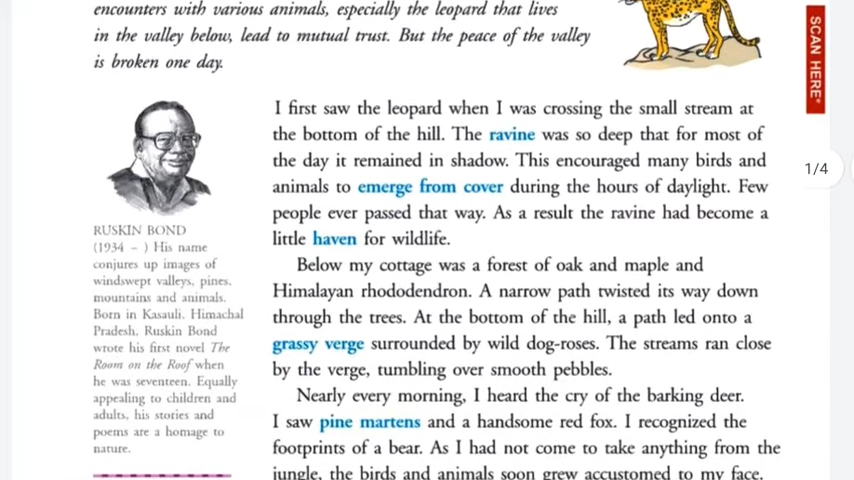 encounters with various animals, especially the leopard that lives
in the valley below, lead to mutual trust. But the peace of the valley
is broken one day.
SCAN HERE*
1/4
I first saw the leopard when I was crossing the small stream at
the bottom of the hill. The ravine was so deep that for most of
the day it remained in shadow. This encouraged many birds and
animals to emerge from cover during the hours of daylight. Few
people ever passed that way. As a result the ravine had become a
little haven for wildlife.
Below my cottage was a forest of oak and maple and
Himalayan rhododendron. A narrow path twisted its way down
through the trees. At the bottom of the hill, a path led onto a
grassy verge surrounded by wild dog-roses. The streams ran close
by the verge, tumbling over smooth pebbles.
Nearly every morning, I heard the cry of the barking deer.
I saw pine martens and a handsome red fox. I recognized the
footprints of a bear. As I had not come to take anything from the
jungle, the birds and animals soon grew accustomed to my face.
RUSKIN BOND
(1934 – ) His name
conjures up images of
windswept valleys, pines,
mountains and animals.
Born in Kasauli, Himachal
Pradesh, Ruskin Bond
wrote his first novel The
Room on the Roof when
he was seventeen. Equally
appealing to children and
adults, his stories and
poems are a homage to
nature.